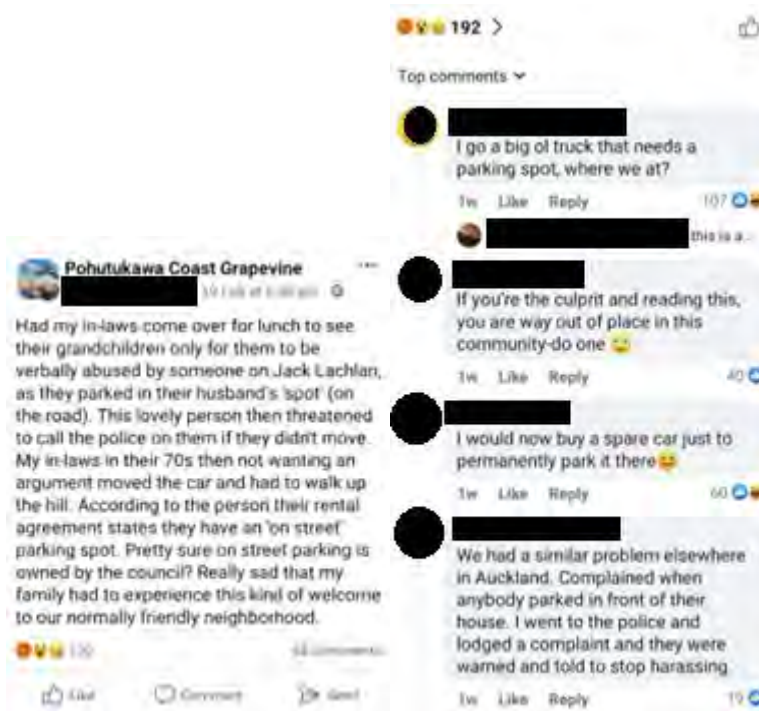 Pohutukawa Coast Grapevine
Had my in-laws come over for lunch to see
their grandchildren only for them to be
verbally abused by someone on Jack Lachlan,
as they parked in their husband's 'spot' (on
the road). This lovely person then threatened
to call the police on them if they didn't move.
My in-laws in their 70s then not wanting an
argument moved the car and had to walk up
the hill. According to the person their rental
agreement states they have an 'on street'
parking spot. Pretty sure on street parking is
owned by the council? Really sad that my
family had to experience this kind of welcome
to our normally friendly neighborhood.
Like Comment Send
192
Top comments
I go a big ol truck that needs a
parking spot, where we at?
1w Like Reply 107
this is a...
If you're the culprit and reading this,
you are way out of place in this
community-do one
1w Like Reply 40
I would now buy a spare car just to
permanently park it there
1w Like Reply 60
We had a similar problem elsewhere
in Auckland. Complained when
anybody parked in front of their
house. I went to the police and
lodged a complaint and they were
warned and told to stop harassing
1w Like Reply 19